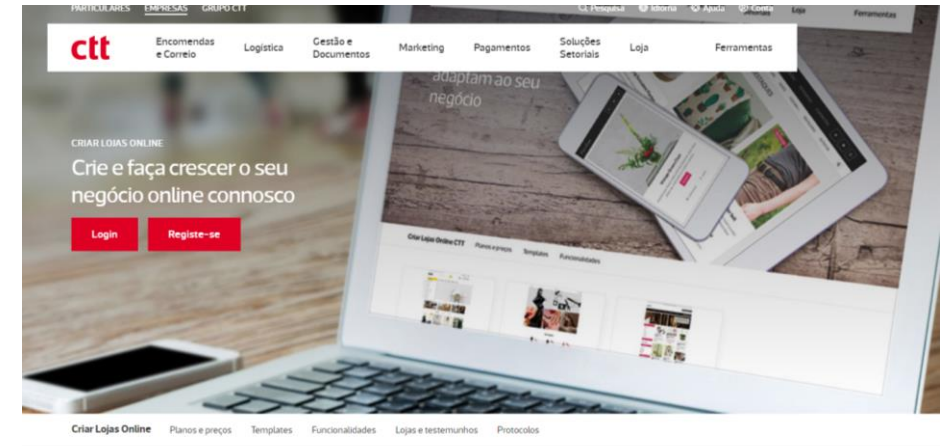 PARTICULARES EMPRESAS GRUPO CTT
Pesquisa Idioma Ajuda Conta
Loja Ferramentas
ctt
Encomendas
e Correio
Logística
Gestão e
Documentos
Marketing
Pagamentos
Soluções
Setoriais
Loja
Ferramentas
adaptam ao seu
negócio
CRIAR LOJAS ONLINE
Crie e faça crescer o seu
negócio online connosco
Login Registe-se
Criar Lojas Online CTT Planos e preços Templates Funcionalidades
Criar Lojas Online Planos e preços Templates Funcionalidades Lojas e testemunhos Protocolos